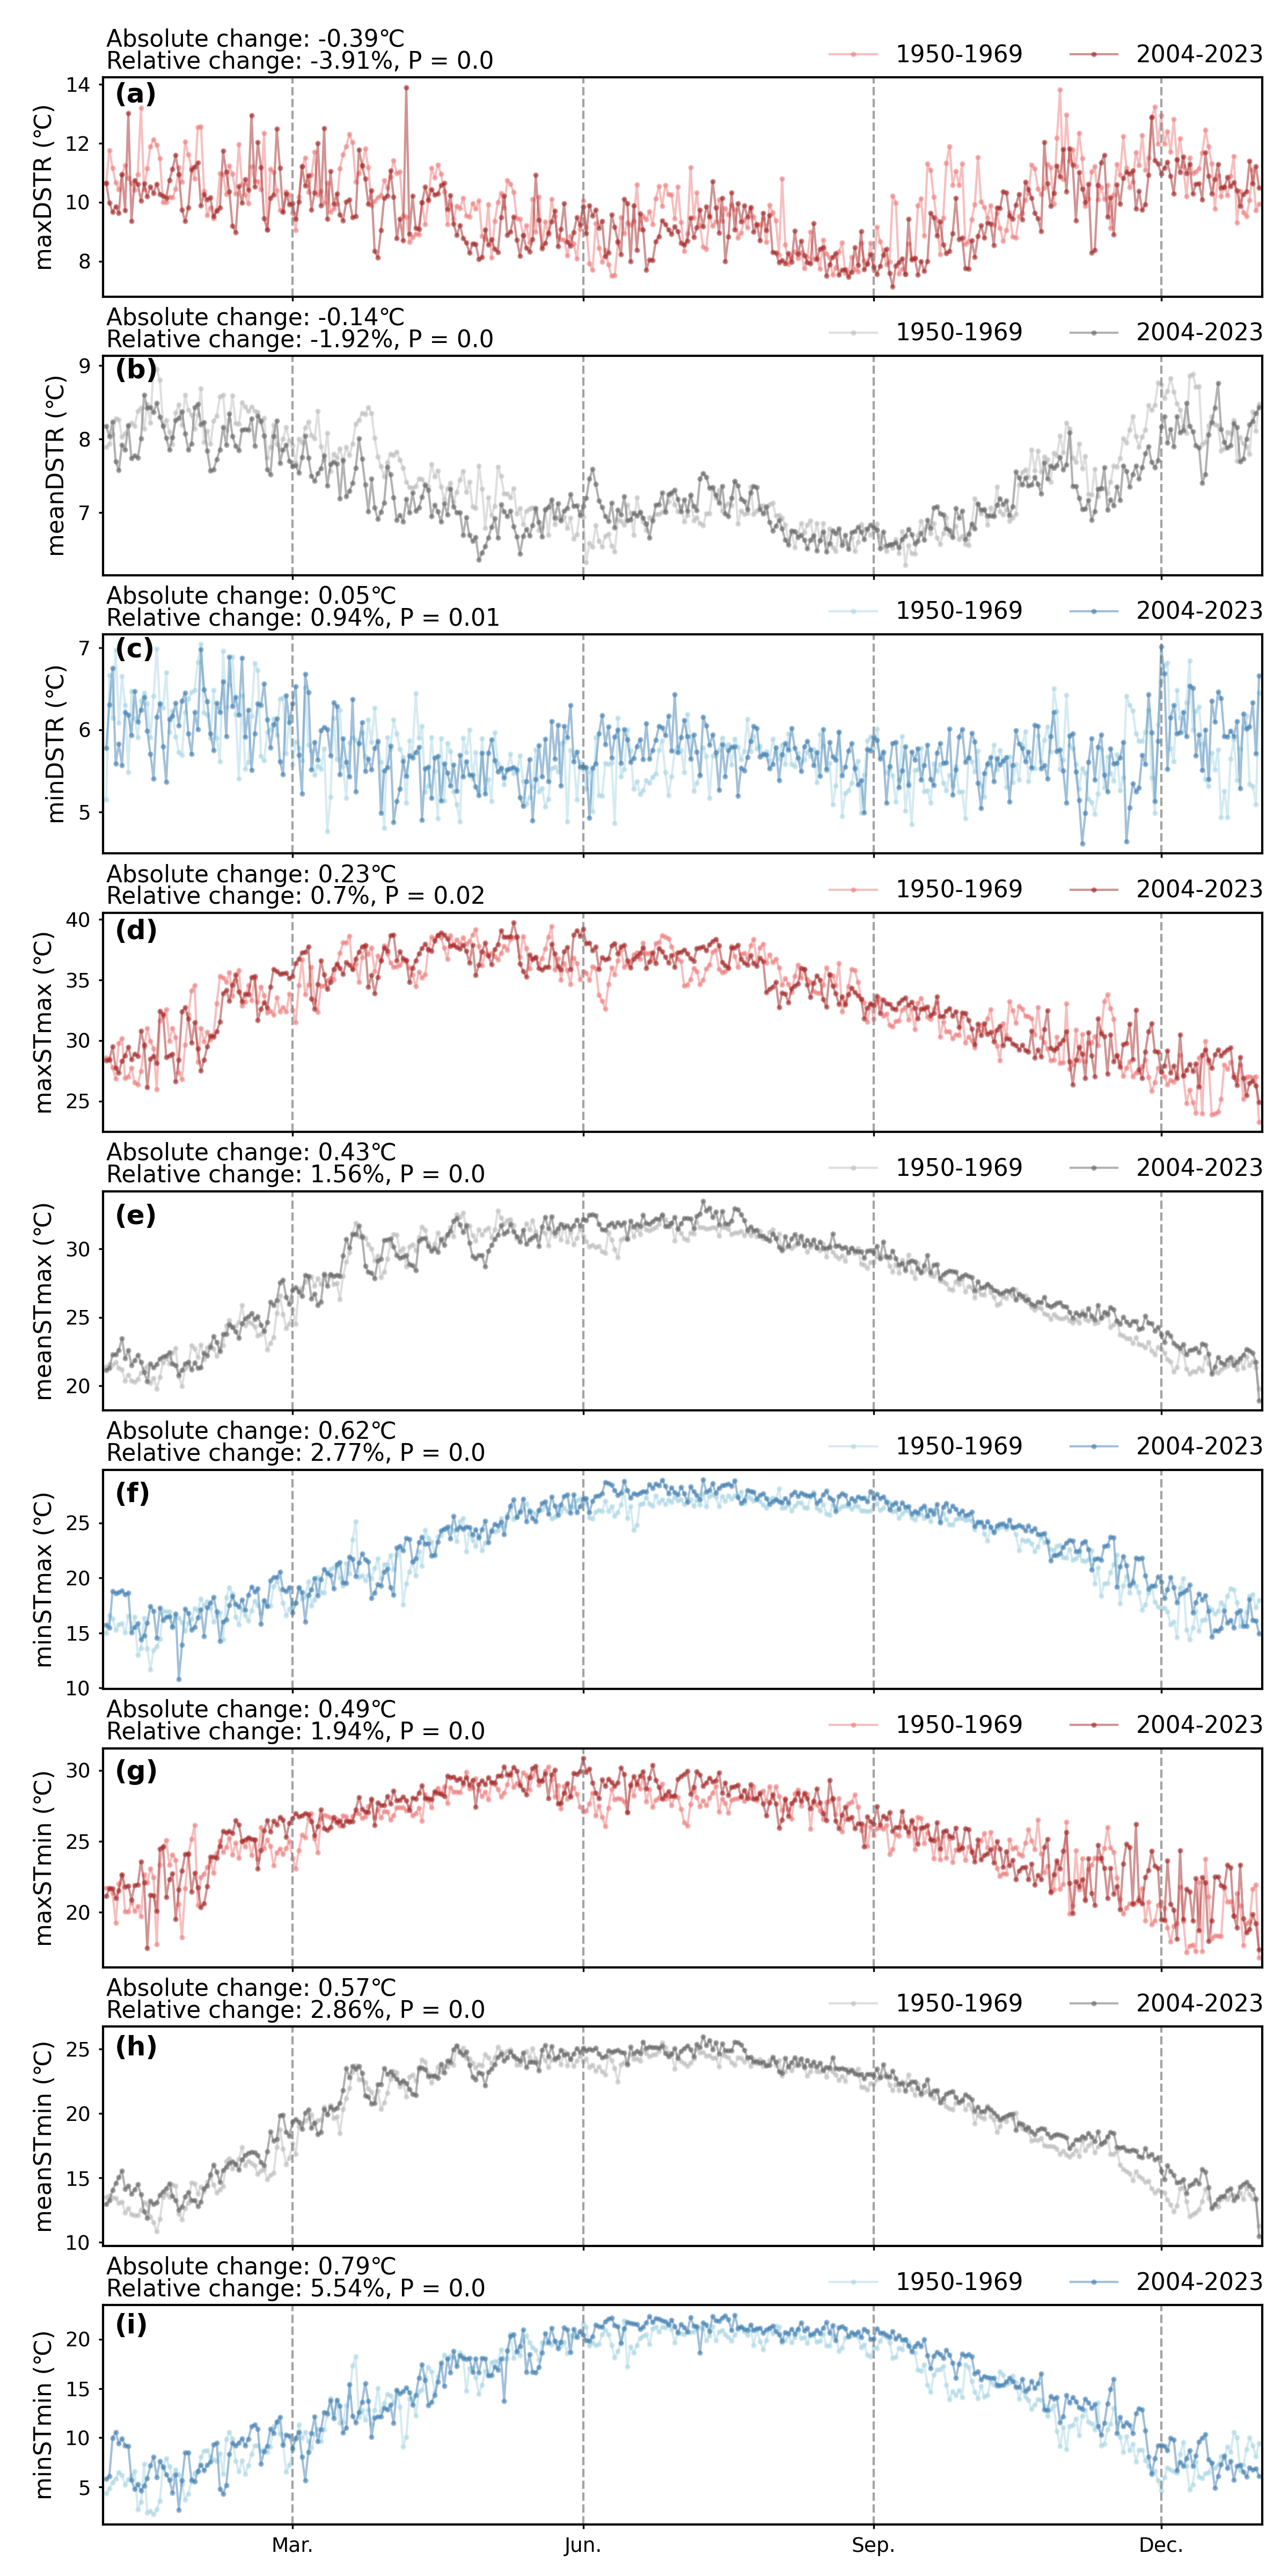 Absolute change: -0.39℃
Relative change: -3.91%, P = 0.0
1950-1969 2004-2023
(a)
maxDSTR (℃)
14
12
10
8
Absolute change: -0.14℃
Relative change: -1.92%, P = 0.0
1950-1969 2004-2023
(b)
meanDSTR (℃)
9
8
7
Absolute change: 0.05℃
Relative change: 0.94%, P = 0.01
1950-1969 2004-2023
(c)
minDSTR (℃)
7
6
5
Absolute change: 0.23℃
Relative change: 0.7%, P = 0.02
1950-1969 2004-2023
(d)
maxSTmax (℃)
40
35
30
25
Absolute change: 0.43℃
Relative change: 1.56%, P = 0.0
1950-1969 2004-2023
(e)
meanSTmax (℃)
30
25
20
Absolute change: 0.62℃
Relative change: 2.77%, P = 0.0
1950-1969 2004-2023
(f)
minSTmax (℃)
25
20
15
10
Absolute change: 0.49℃
Relative change: 1.94%, P = 0.0
1950-1969 2004-2023
(g)
maxSTmin (℃)
30
25
20
Absolute change: 0.57℃
Relative change: 2.86%, P = 0.0
1950-1969 2004-2023
(h)
meanSTmin (℃)
25
20
15
10
Absolute change: 0.79℃
Relative change: 5.54%, P = 0.0
1950-1969 2004-2023
(i)
minSTmin (℃)
20
15
10
5
Mar. Jun. Sep. Dec.